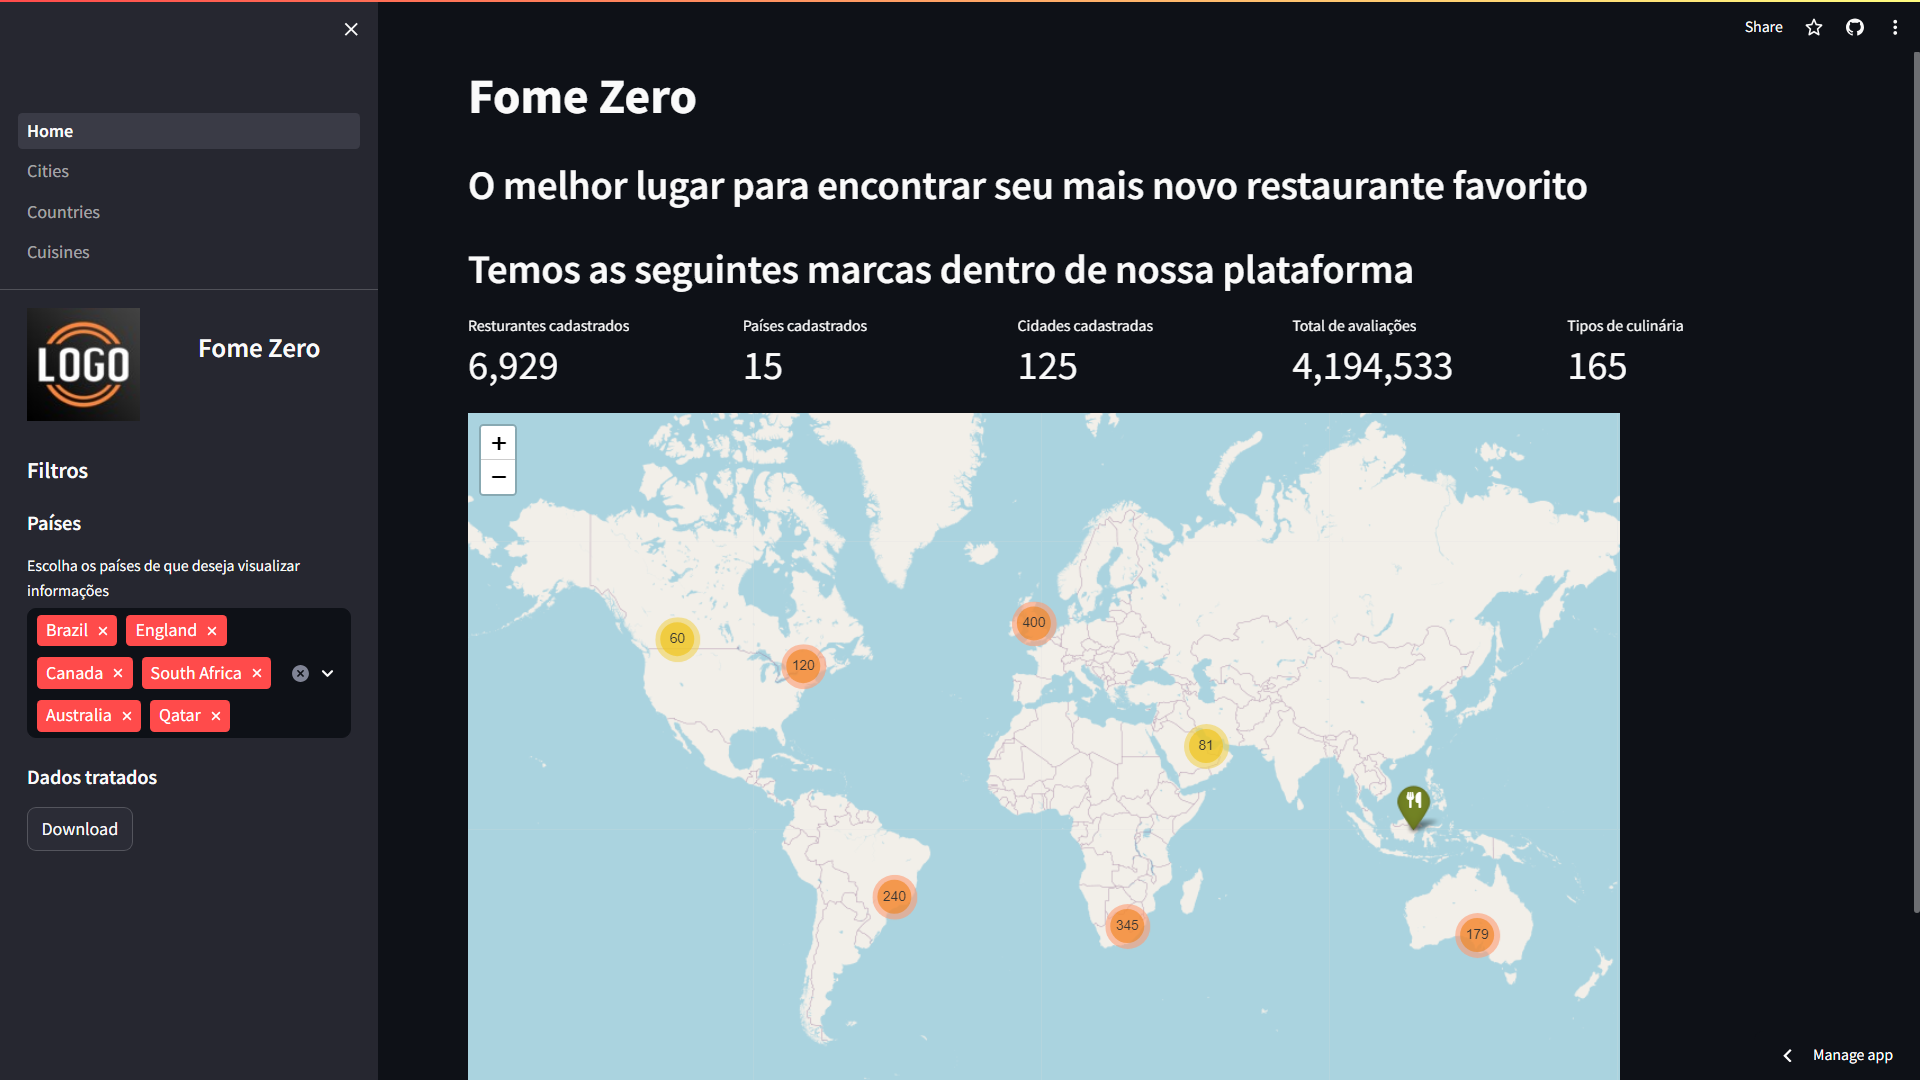 Share
Home
Cities
Countries
Cuisines
LOGO
Fome Zero
Filtros
Países
Escolha os países de que deseja visualizar
informações
Brazil
England
Canada
South Africa
Australia
Qatar
Dados tratados
Download
Fome Zero
O melhor lugar para encontrar seu mais novo restaurante favorito
Temos as seguintes marcas dentro de nossa plataforma
Resturantes cadastrados
6,929
Países cadastrados
15
Cidades cadastradas
125
Total de avaliações
4,194,533
Tipos de culinária
165
+
−
400
60
120
81
240
345
179
Manage app